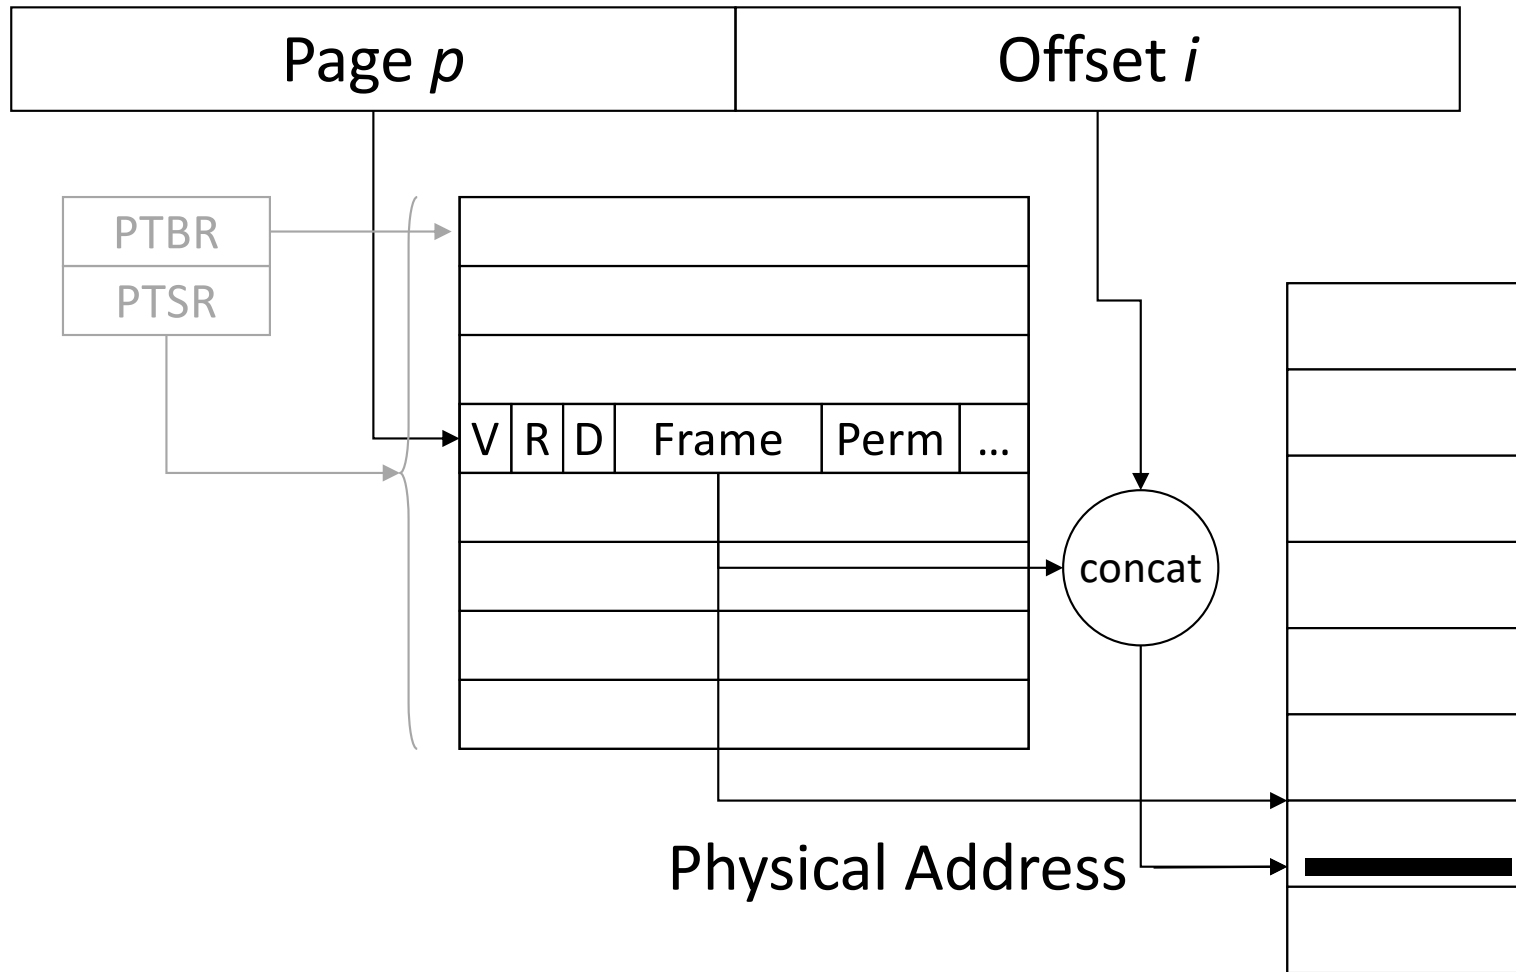 Page p
Offset i
PTBR
PTSR
V R D Frame Perm ...
concat
Physical Address